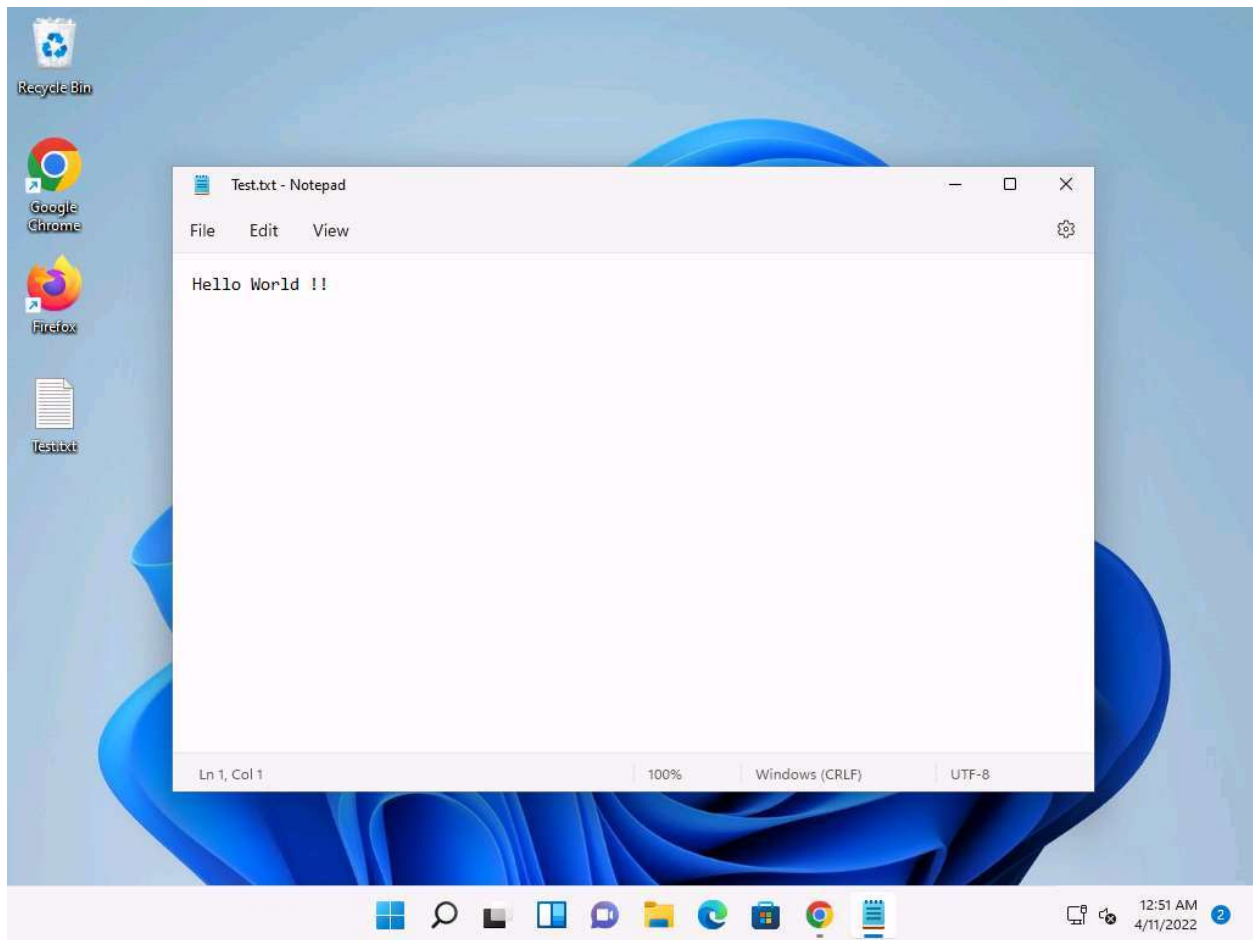 Recycle Bin
Google
Chrome
Firefox
Test.txt
Test.txt - Notepad
File Edit View
Hello World !!
Ln 1, Col 1 100% Windows (CRLF) UTF-8
12:51 AM
4/11/2022
2